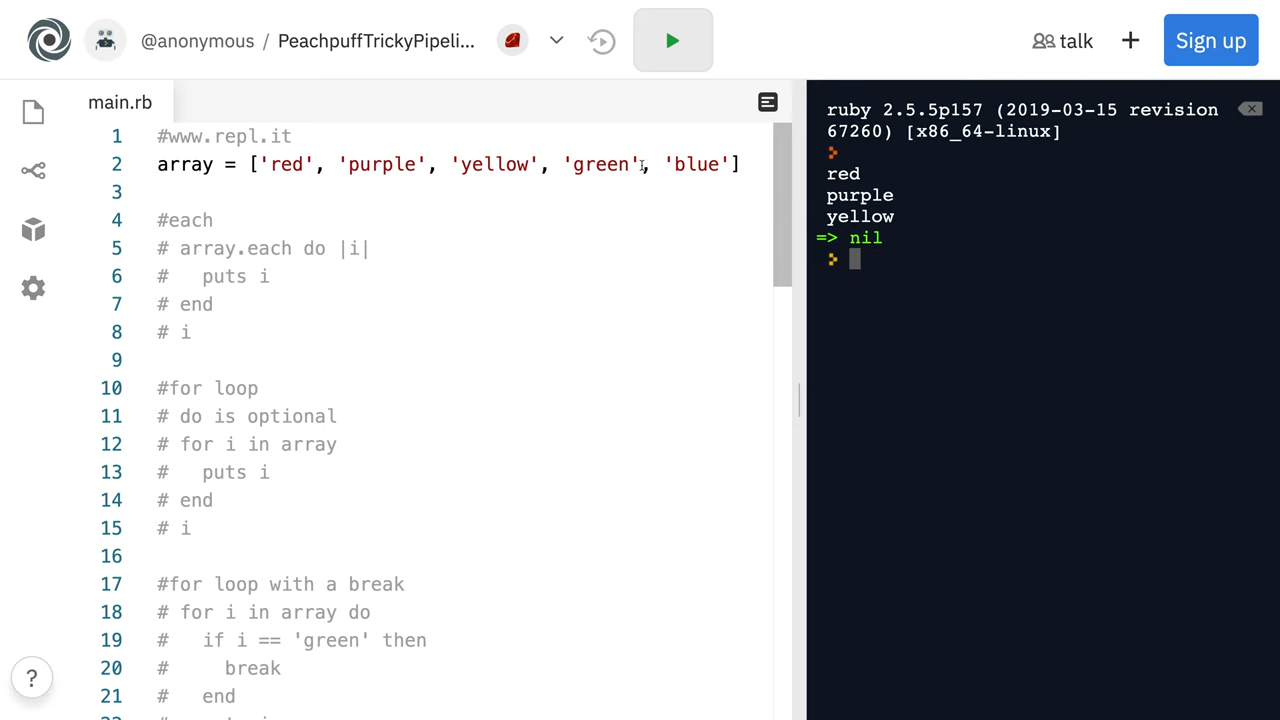 @anonymous / PeachpuffTrickyPipeli...
talk
+
Sign up
main.rb
1 #www.repl.it
2 array = ['red', 'purple', 'yellow', 'green', 'blue']
3
4 #each
5 # array.each do |i|
6 #   puts i
7 # end
8 # i
9
10 #for loop
11 # do is optional
12 # for i in array
13 #   puts i
14 # end
15 # i
16
17 #for loop with a break
18 # for i in array do
19 #   if i == 'green' then
20 #     break
21 #   end
ruby 2.5.5p157 (2019-03-15 revision
67260) [x86_64-linux]
red
purple
yellow
=> nil
?